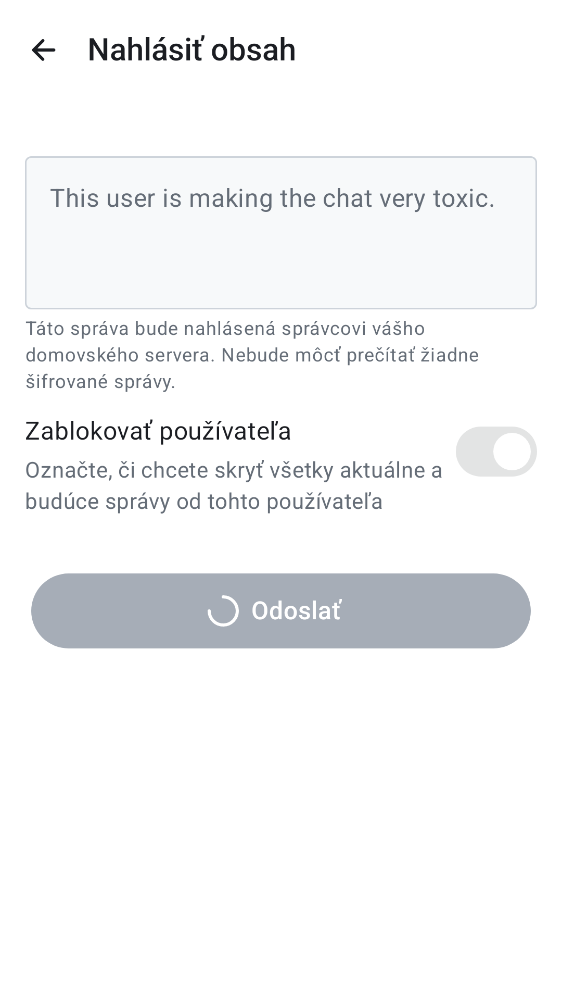 Nahlásiť obsah
This user is making the chat very toxic.
Táto správa bude nahlásená správcovi vášho
domovského servera. Nebude môcť prečítať žiadne
šifrované správy.
Zablokovať používateľa
Označte, či chcete skryť všetky aktuálne a
budúce správy od tohto používateľa
Odoslať